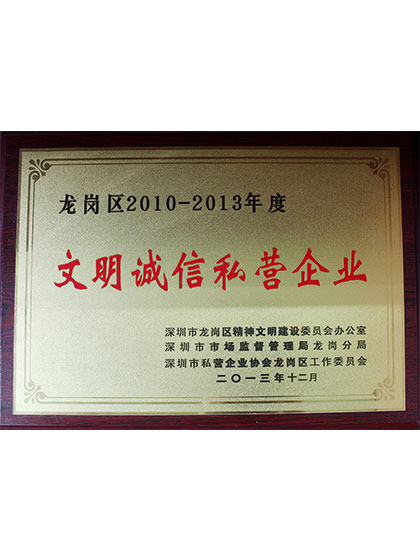 龙岗区2010-2013年度
文明诚信私营企业
深圳市龙岗区精神文明建设委员会办公室
深圳市市场监督管理局龙岗分局
深圳市私营企业协会龙岗区工作委员会
二〇一三年十二月